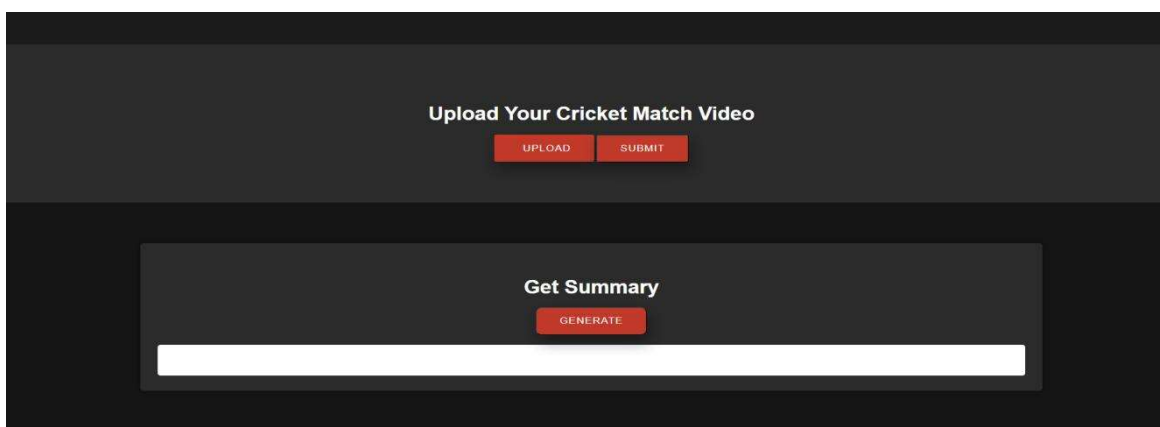 Upload Your Cricket Match Video
UPLOAD SUBMIT
Get Summary
GENERATE